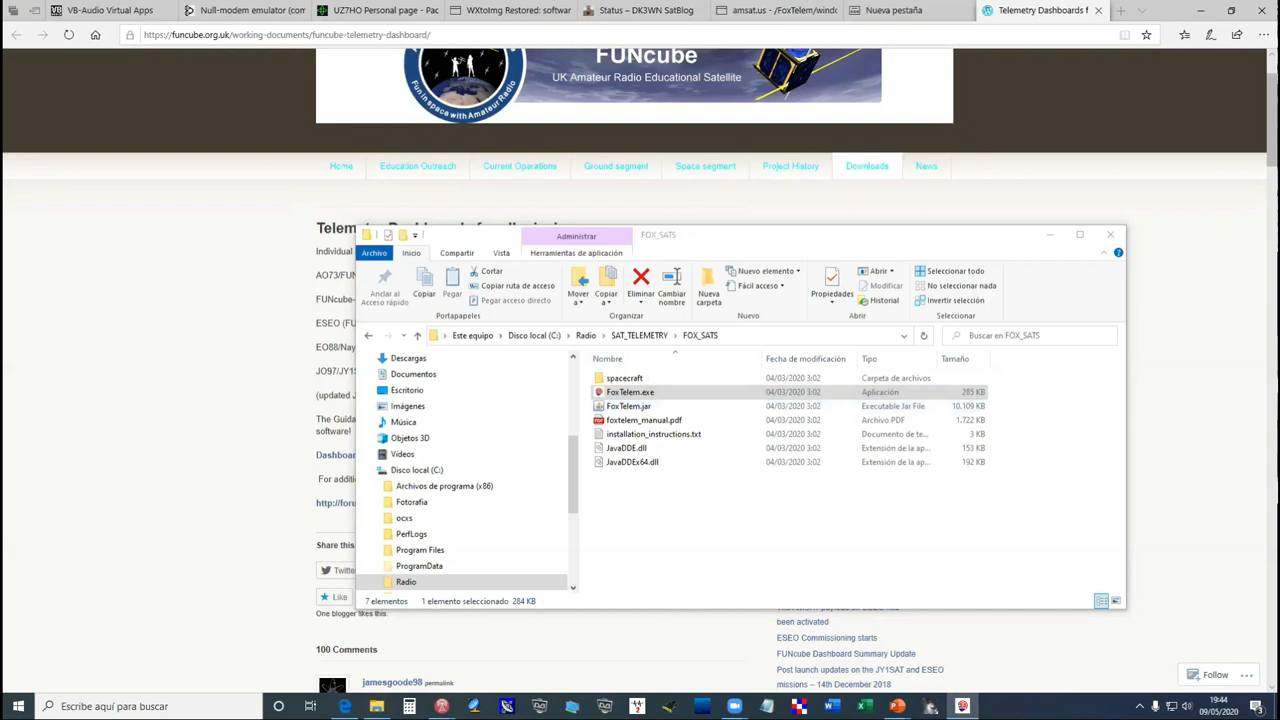 VB-Audio Virtual Apps
Null-modem emulator (com
UZ7HO Personal page - Pac
WXtoImg Restored: softwar
Status – DK3WN SatBlog
amsat.us - /FoxTelem/windo
Nueva pestaña
Telemetry Dashboards f
https://funcube.org.uk/working-documents/funcube-telemetry-dashboard/
FUNcube
UK Amateur Radio Educational Satellite
Fun in space with Amateur Radio
Home
Education Outreach
Current Operations
Ground segment
Space segment
Project History
Downloads
News
Individual
AO73/FUN
FUNcube-
ESEO (FU
EO88/Nay
JO97/JY1S
(updated J
The Guida
software!
Dashboar
For additio
http://foru
Share this:
Twitte
Like
One blogger likes this.
100 Comments
jamesgoode98 permalink
Administrar
FOX_SATS
Archivo
Inicio
Compartir
Vista
Herramientas de aplicación
Anclar al
Acceso rápido
Copiar
Pegar
Cortar
Copiar ruta de acceso
Pegar acceso directo
Portapapeles
Mover
a
Copiar
a
Eliminar
Cambiar
nombre
Organizar
Nueva
carpeta
Nuevo elemento
Fácil acceso
Nuevo
Propiedades
Abrir
Modificar
Historial
Abrir
Seleccionar todo
No seleccionar nada
Invertir selección
Seleccionar
Este equipo > Disco local (C:) > Radio > SAT_TELEMETRY > FOX_SATS
Buscar en FOX_SATS
Descargas
Documentos
Escritorio
Imágenes
Música
Objetos 3D
Vídeos
Disco local (C:)
Archivos de programa (x86)
Fotorafia
ocxs
PerfLogs
Program Files
ProgramData
Radio
Nombre Fecha de modificación Tipo Tamaño
spacecraft 04/03/2020 3:02 Carpeta de archivos
FoxTelem.exe 04/03/2020 3:02 Aplicación 285 KB
FoxTelem.jar 04/03/2020 3:02 Executable Jar File 10.109 KB
foxtelem_manual.pdf 04/03/2020 3:02 Archivo PDF 1.722 KB
installation_instructions.txt 04/03/2020 3:02 Documento de te... 3 KB
JavaDDE.dll 04/03/2020 3:02 Extensión de la ap... 153 KB
JavaDDEx64.dll 04/03/2020 3:02 Extensión de la ap... 192 KB
7 elementos 1 elemento seleccionado 284 KB
been activated
ESEO Commissioning starts
FUNcube Dashboard Summary Update
Post launch updates on the JY1SAT and ESEO
missions – 14th December 2018
Follow
Escribe aquí para buscar
19:44
09/05/2020